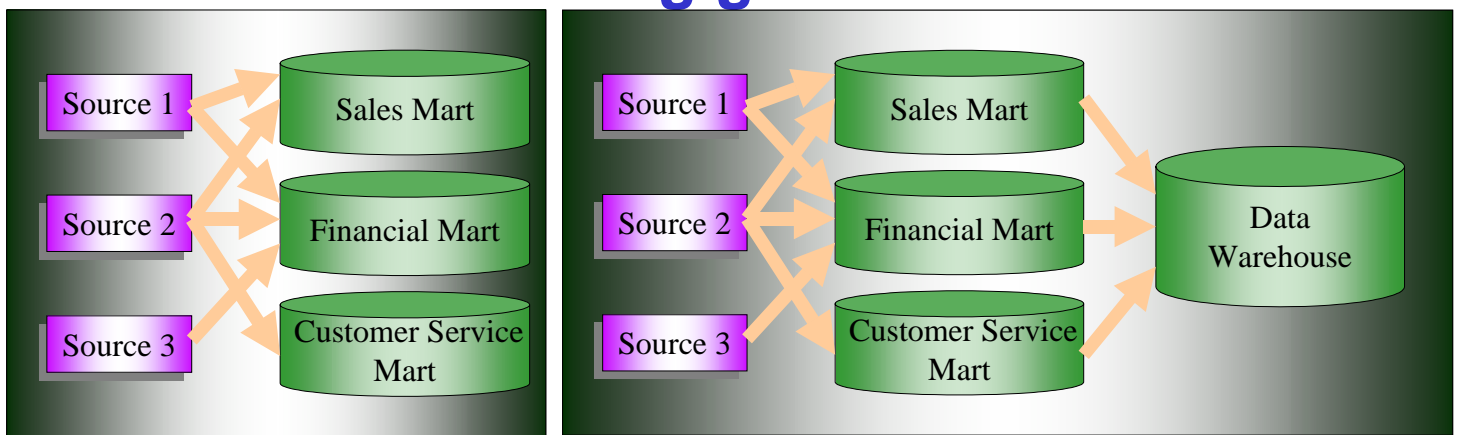 Source 1
Sales Mart
Source 2
Financial Mart
Source 3
Customer Service
Mart
Source 1
Sales Mart
Source 2
Financial Mart
Source 3
Customer Service
Mart
Data
Warehouse